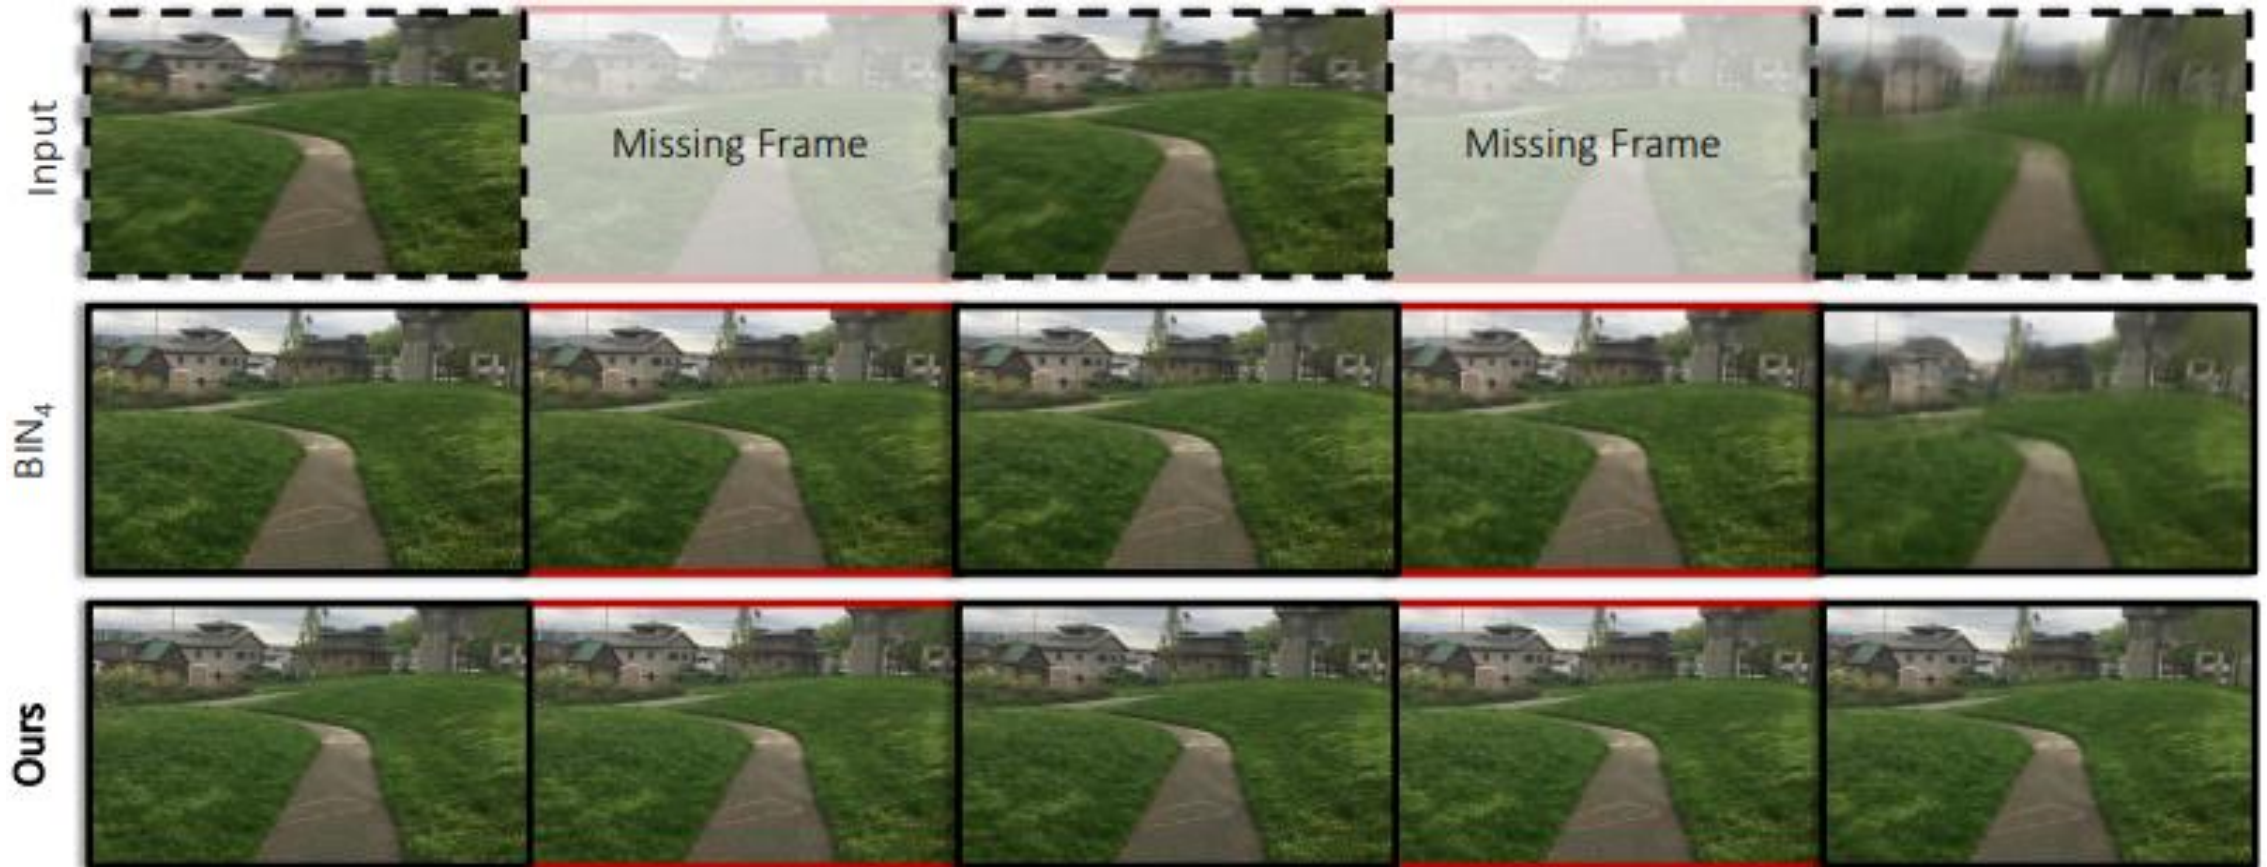 Input
Missing Frame
Missing Frame
BIN₄
Ours